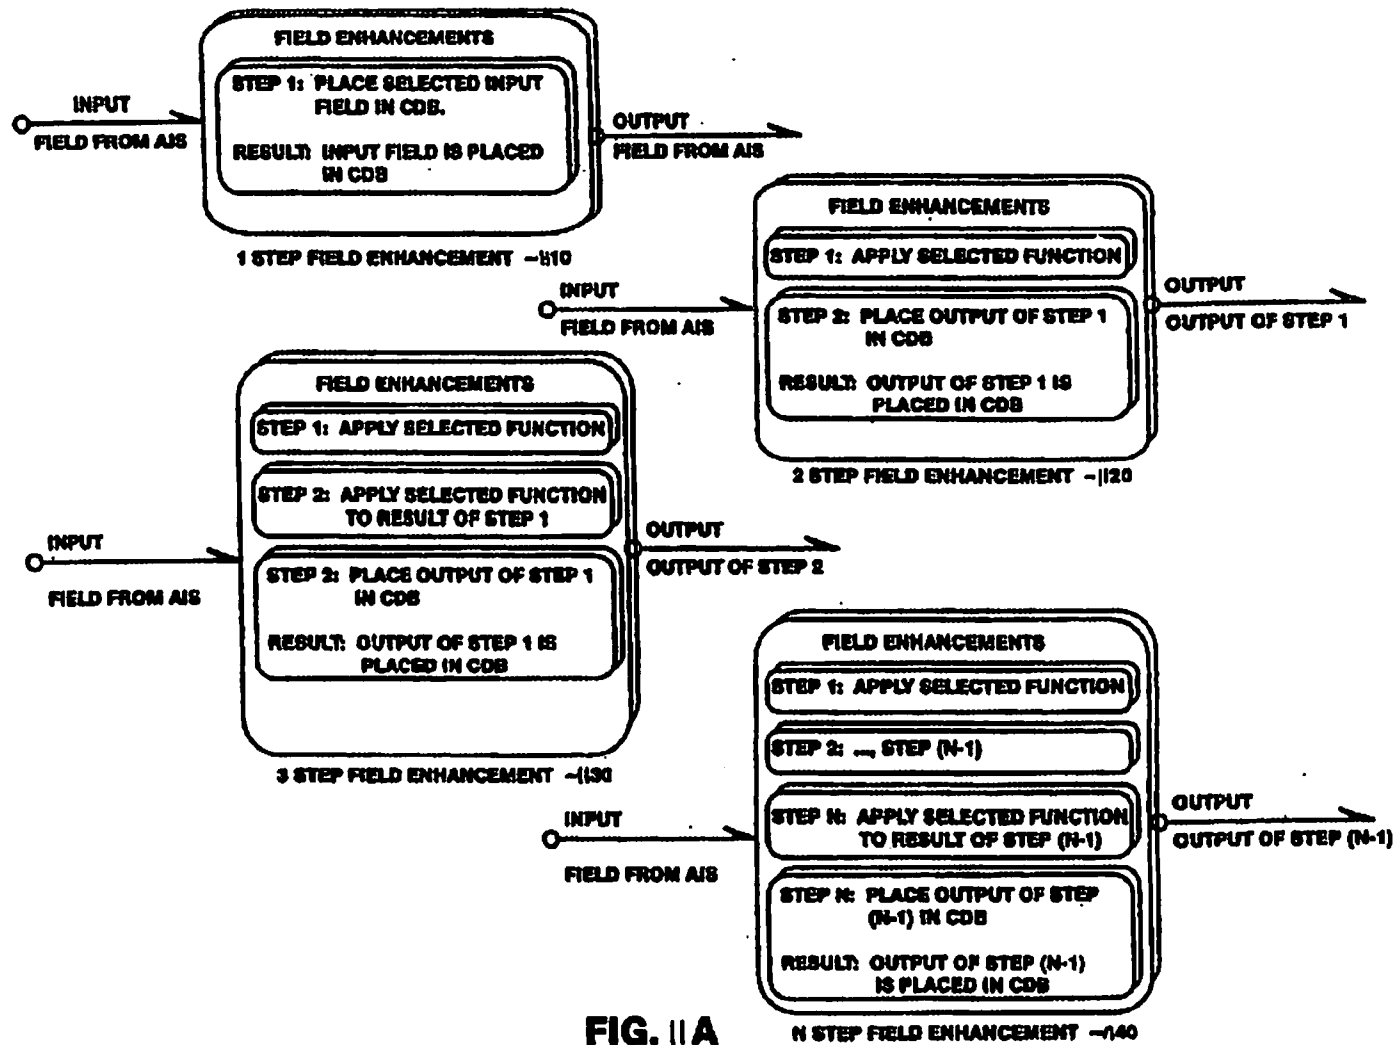 FIELD ENHANCEMENTS
STEP 1: PLACE SELECTED INPUT
FIELD IN CDB.
RESULT: INPUT FIELD IS PLACED
IN CDB
INPUT
FIELD FROM AIS
OUTPUT
FIELD FROM AIS
1 STEP FIELD ENHANCEMENT ~1110
FIELD ENHANCEMENTS
STEP 1: APPLY SELECTED FUNCTION
STEP 2: PLACE OUTPUT OF STEP 1
IN CDB
RESULT: OUTPUT OF STEP 1 IS
PLACED IN CDB
INPUT
FIELD FROM AIS
OUTPUT
OUTPUT OF STEP 1
2 STEP FIELD ENHANCEMENT ~1120
FIELD ENHANCEMENTS
STEP 1: APPLY SELECTED FUNCTION
STEP 2: APPLY SELECTED FUNCTION
TO RESULT OF STEP 1
STEP 2: PLACE OUTPUT OF STEP 1
IN CDB
RESULT: OUTPUT OF STEP 1 IS
PLACED IN CDB
INPUT
FIELD FROM AIS
OUTPUT
OUTPUT OF STEP 2
3 STEP FIELD ENHANCEMENT ~1130
FIELD ENHANCEMENTS
STEP 1: APPLY SELECTED FUNCTION
STEP 2: ..., STEP (N-1)
STEP N: APPLY SELECTED FUNCTION
TO RESULT OF STEP (N-1)
STEP N: PLACE OUTPUT OF STEP
(N-1) IN CDB
RESULT: OUTPUT OF STEP (N-1)
IS PLACED IN CDB
INPUT
FIELD FROM AIS
OUTPUT
OUTPUT OF STEP (N-1)
N STEP FIELD ENHANCEMENT ~1140
FIG. 11A